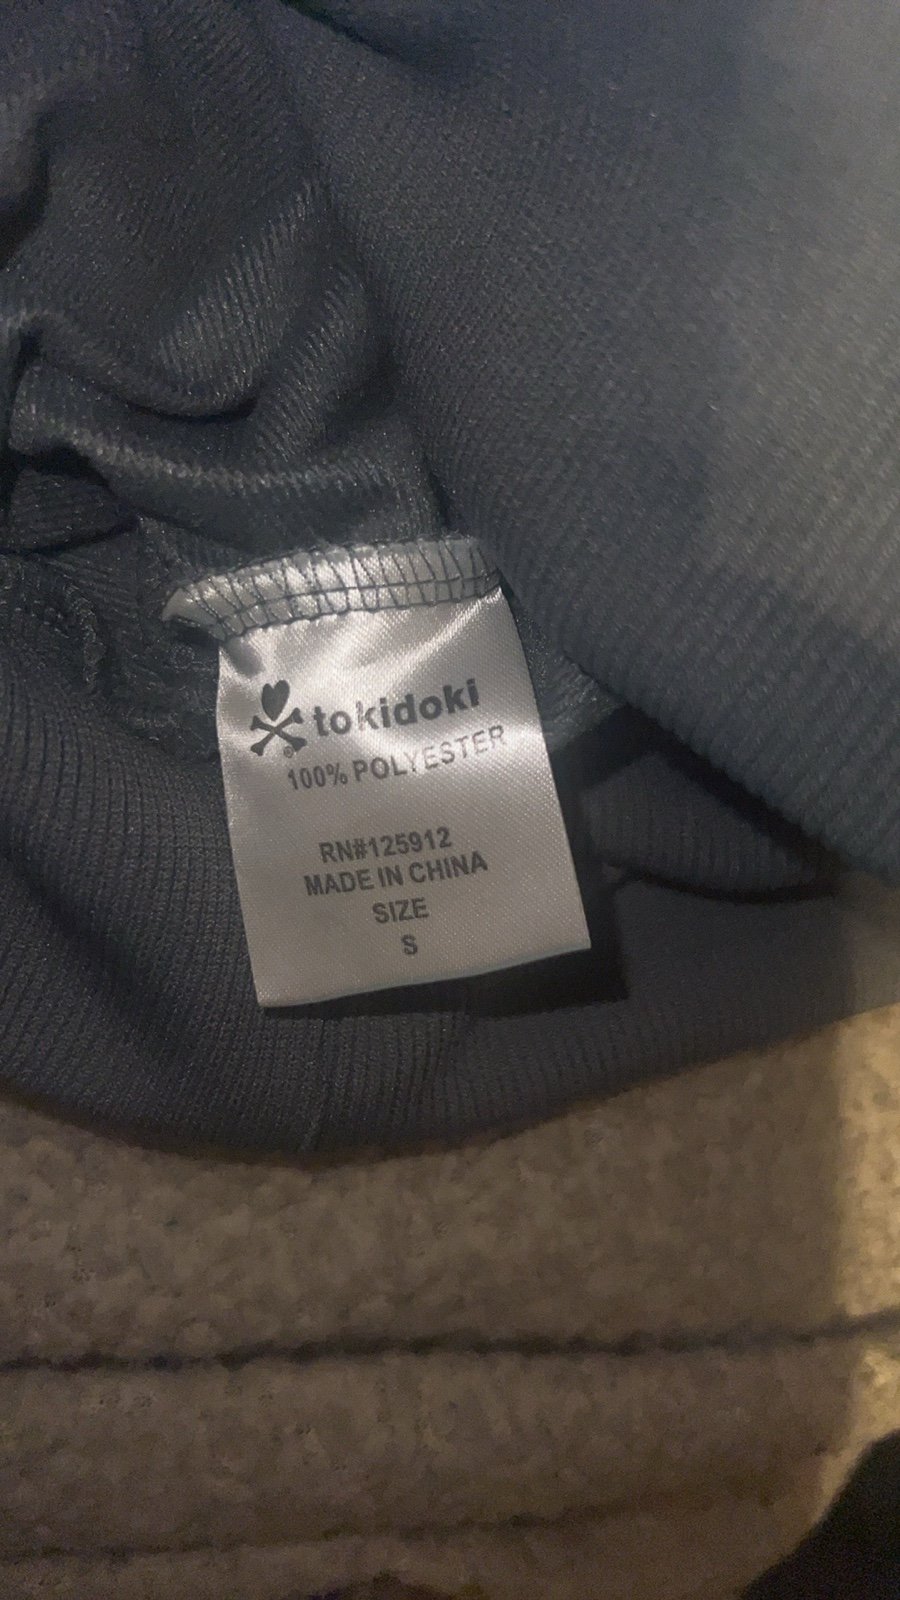 tokidoki
100% POLYESTER
RN#125912
MADE IN CHINA
SIZE
S